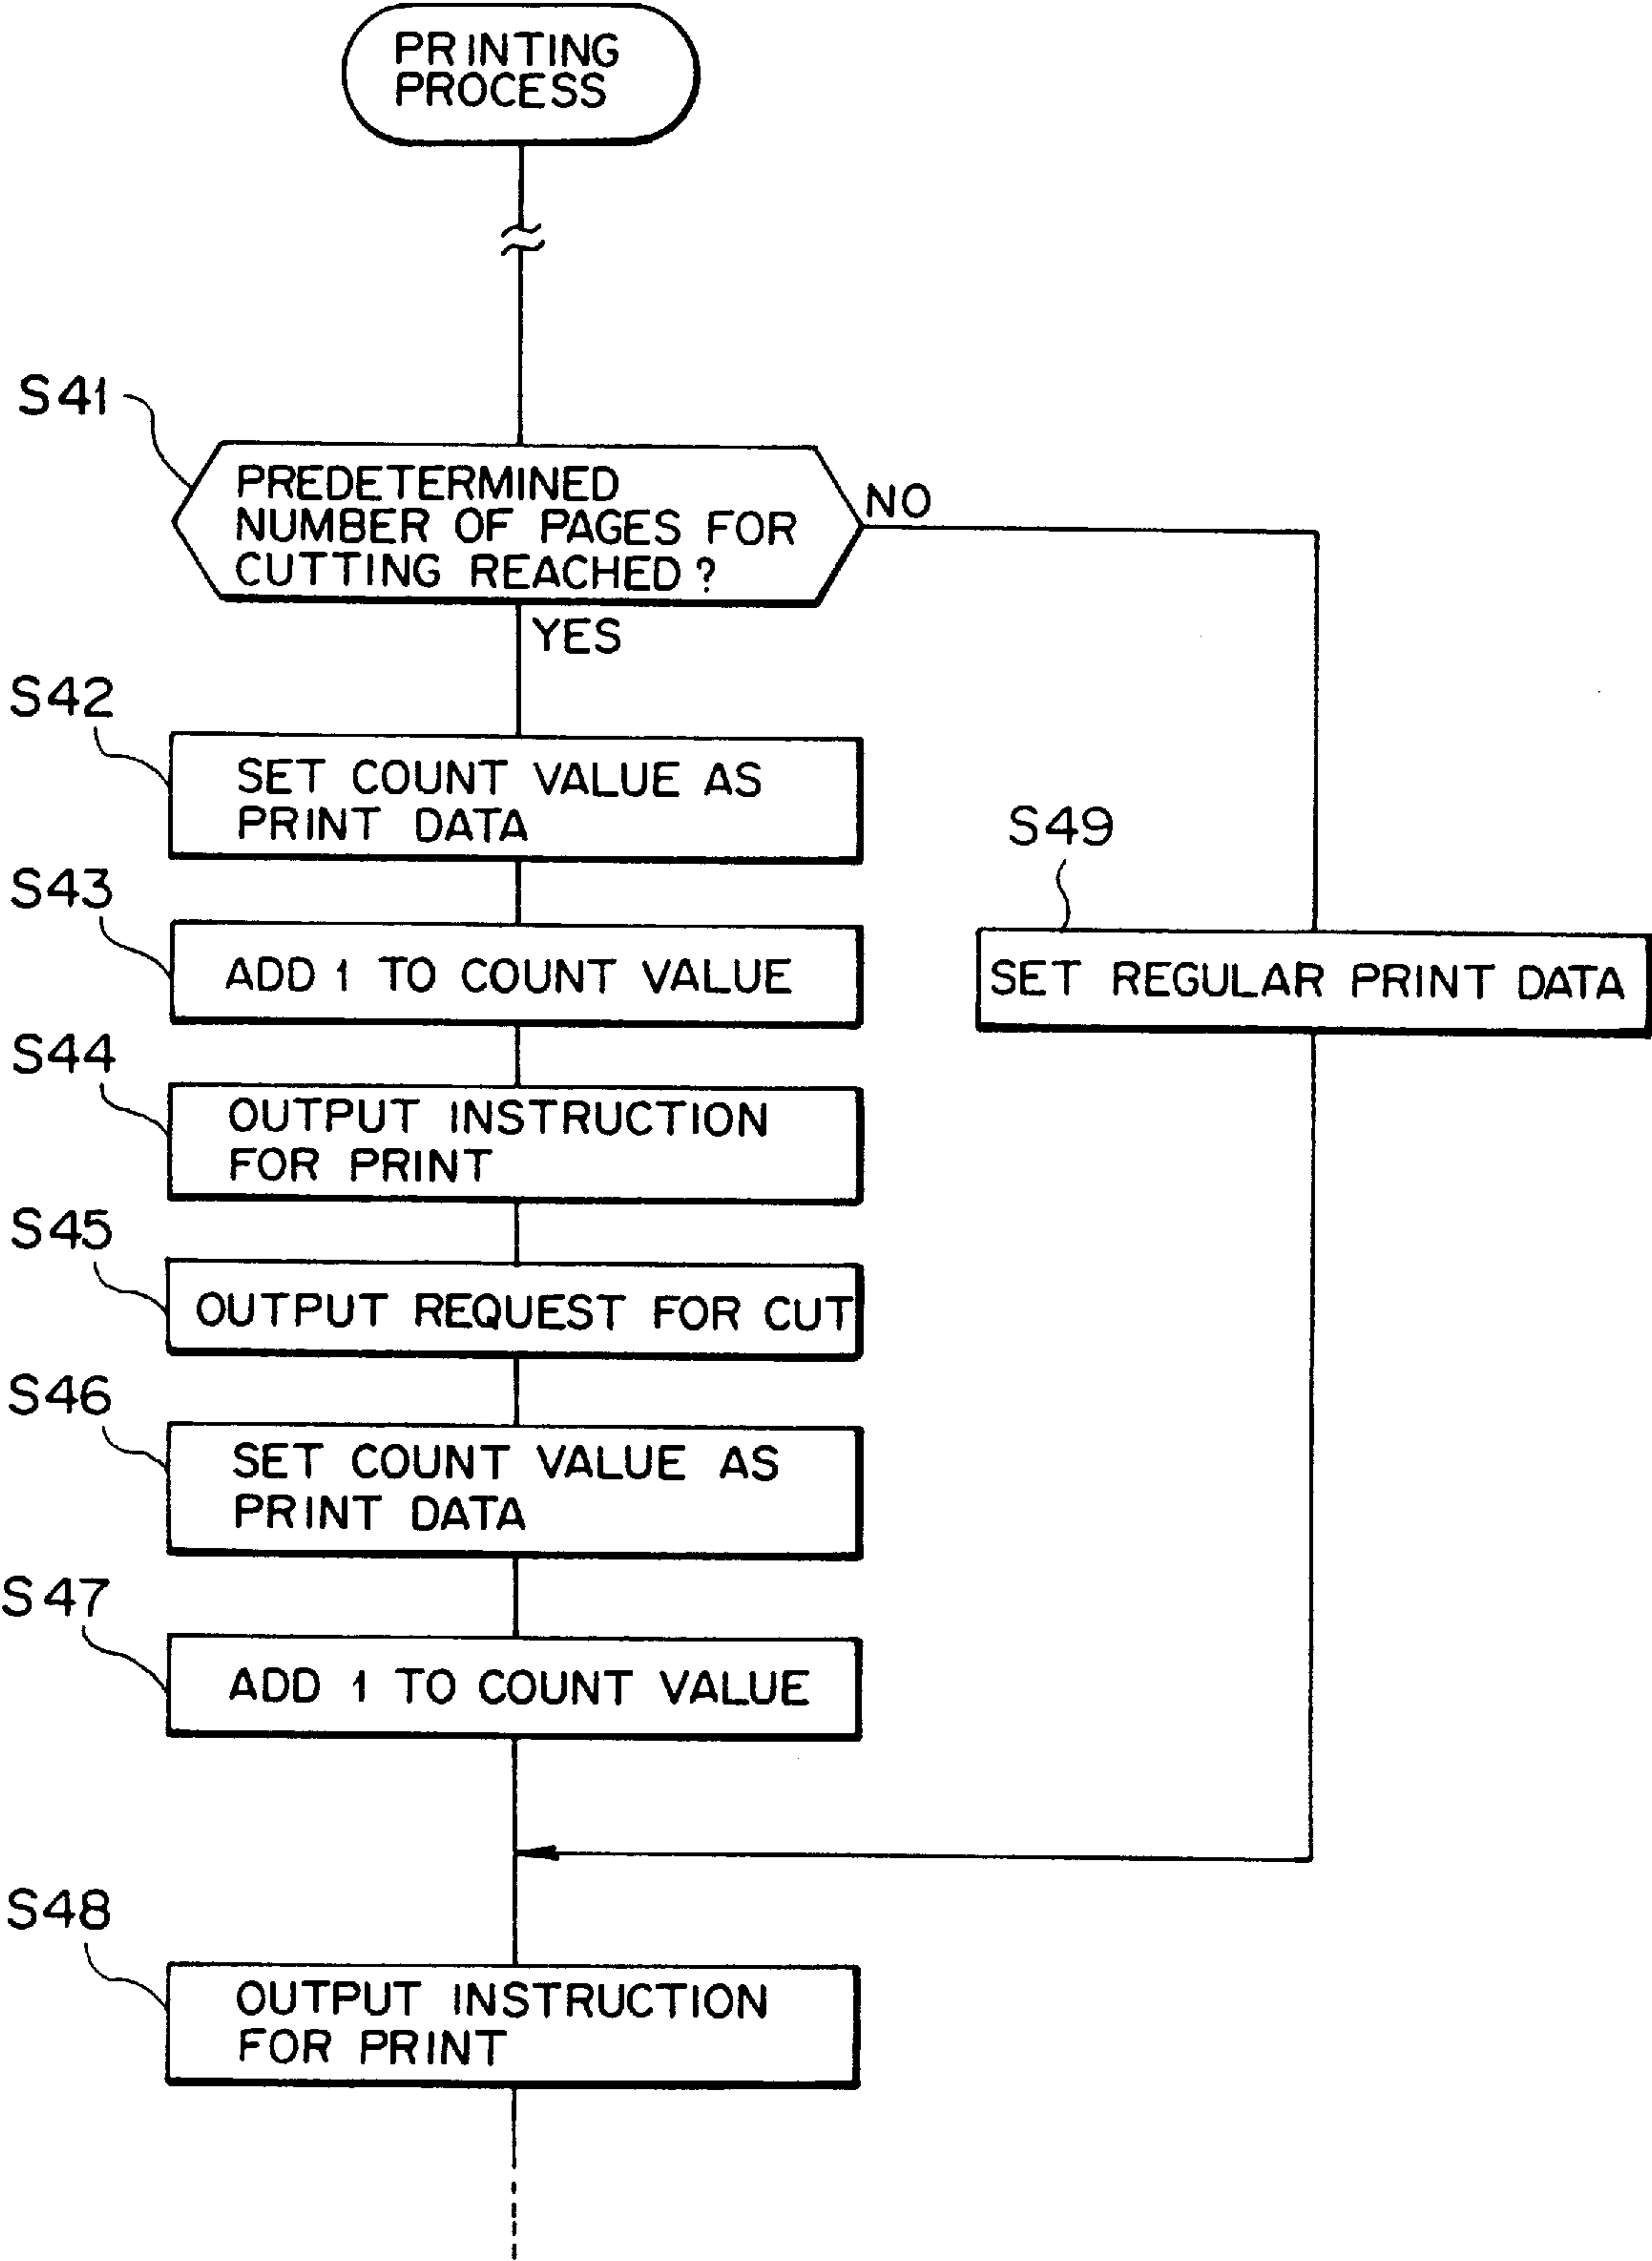 PRINTING
PROCESS
S41
PREDETERMINED
NUMBER OF PAGES FOR
CUTTING REACHED?
NO
YES
S42
SET COUNT VALUE AS
PRINT DATA
S43
ADD 1 TO COUNT VALUE
S49
SET REGULAR PRINT DATA
S44
OUTPUT INSTRUCTION
FOR PRINT
S45
OUTPUT REQUEST FOR CUT
S46
SET COUNT VALUE AS
PRINT DATA
S47
ADD 1 TO COUNT VALUE
S48
OUTPUT INSTRUCTION
FOR PRINT